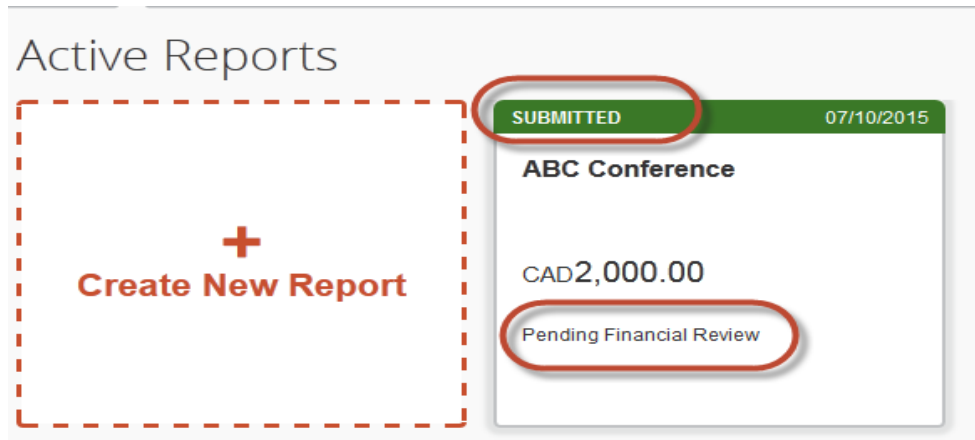 Active Reports
+
Create New Report
SUBMITTED 07/10/2015
ABC Conference
CAD2,000.00
Pending Financial Review